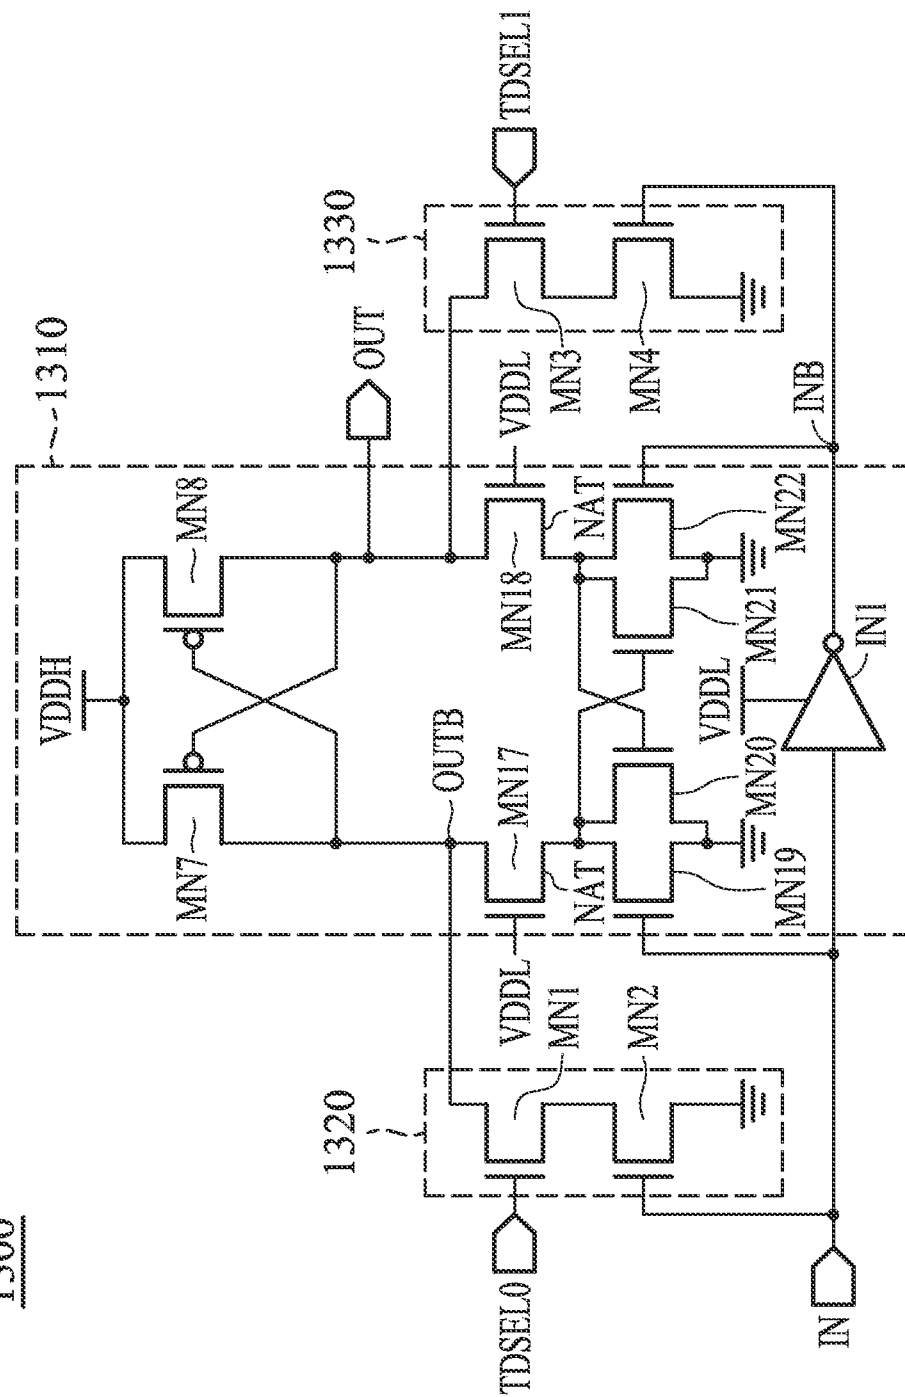 1300
1310
VDDH
MN7
MN8
OUT
OUTB
1320
1330
TDSEL0
VDDL
MN17
MN18
VDDL
TDSEL1
MN1
NAT
NAT
MN3
MN2
MN4
MN19
MN20
MN21
MN22
VDDL
INB
IN
IN1